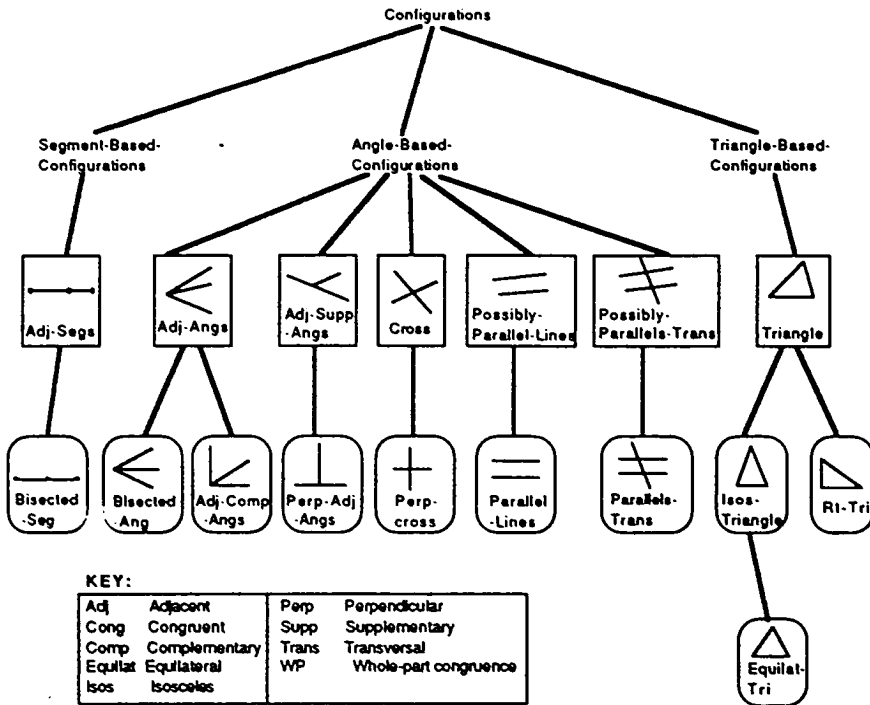 Configurations
Segment-Based-
Configurations
Angle-Based-
Configurations
Triangle-Based-
Configurations
Adj-Segs
Adj-Angs
Adj-Supp
-Angs
Cross
Possibly-
Parallel-Lines
Possibly-
Parallels-Trans
Triangle
Bisected
-Seg
Bisected
-Ang
Adj-Comp
-Angs
Perp-Adj
-Angs
Perp-
cross
Parallel
-Lines
Parallels-
Trans
Isos-
Triangle
Rt-Tri
Equilat-
Tri
KEY:
Adj Adjacent
Cong Congruent
Comp Complementary
Equilat Equilateral
Isos Isosceles
Perp Perpendicular
Supp Supplementary
Trans Transversal
WP Whole-part congruence